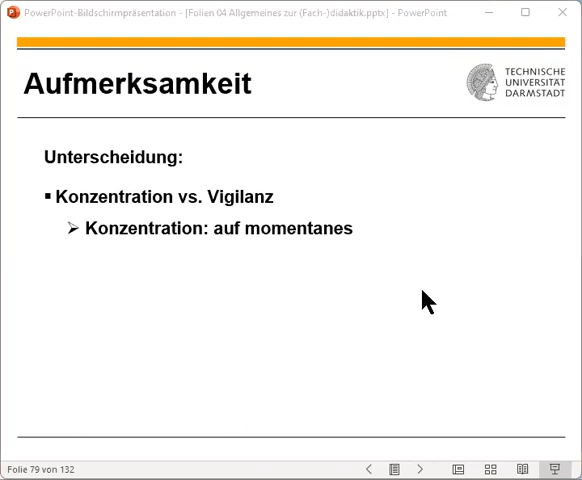 PowerPoint-Bildschirmpräsentation - [Folien 04 Allgemeines zur (Fach-)didaktik.pptx] - PowerPoint
Aufmerksamkeit
TECHNISCHE
UNIVERSITÄT
DARMSTADT
Unterscheidung:
▪ Konzentration vs. Vigilanz
➢ Konzentration: auf momentanes
Folie 79 von 132